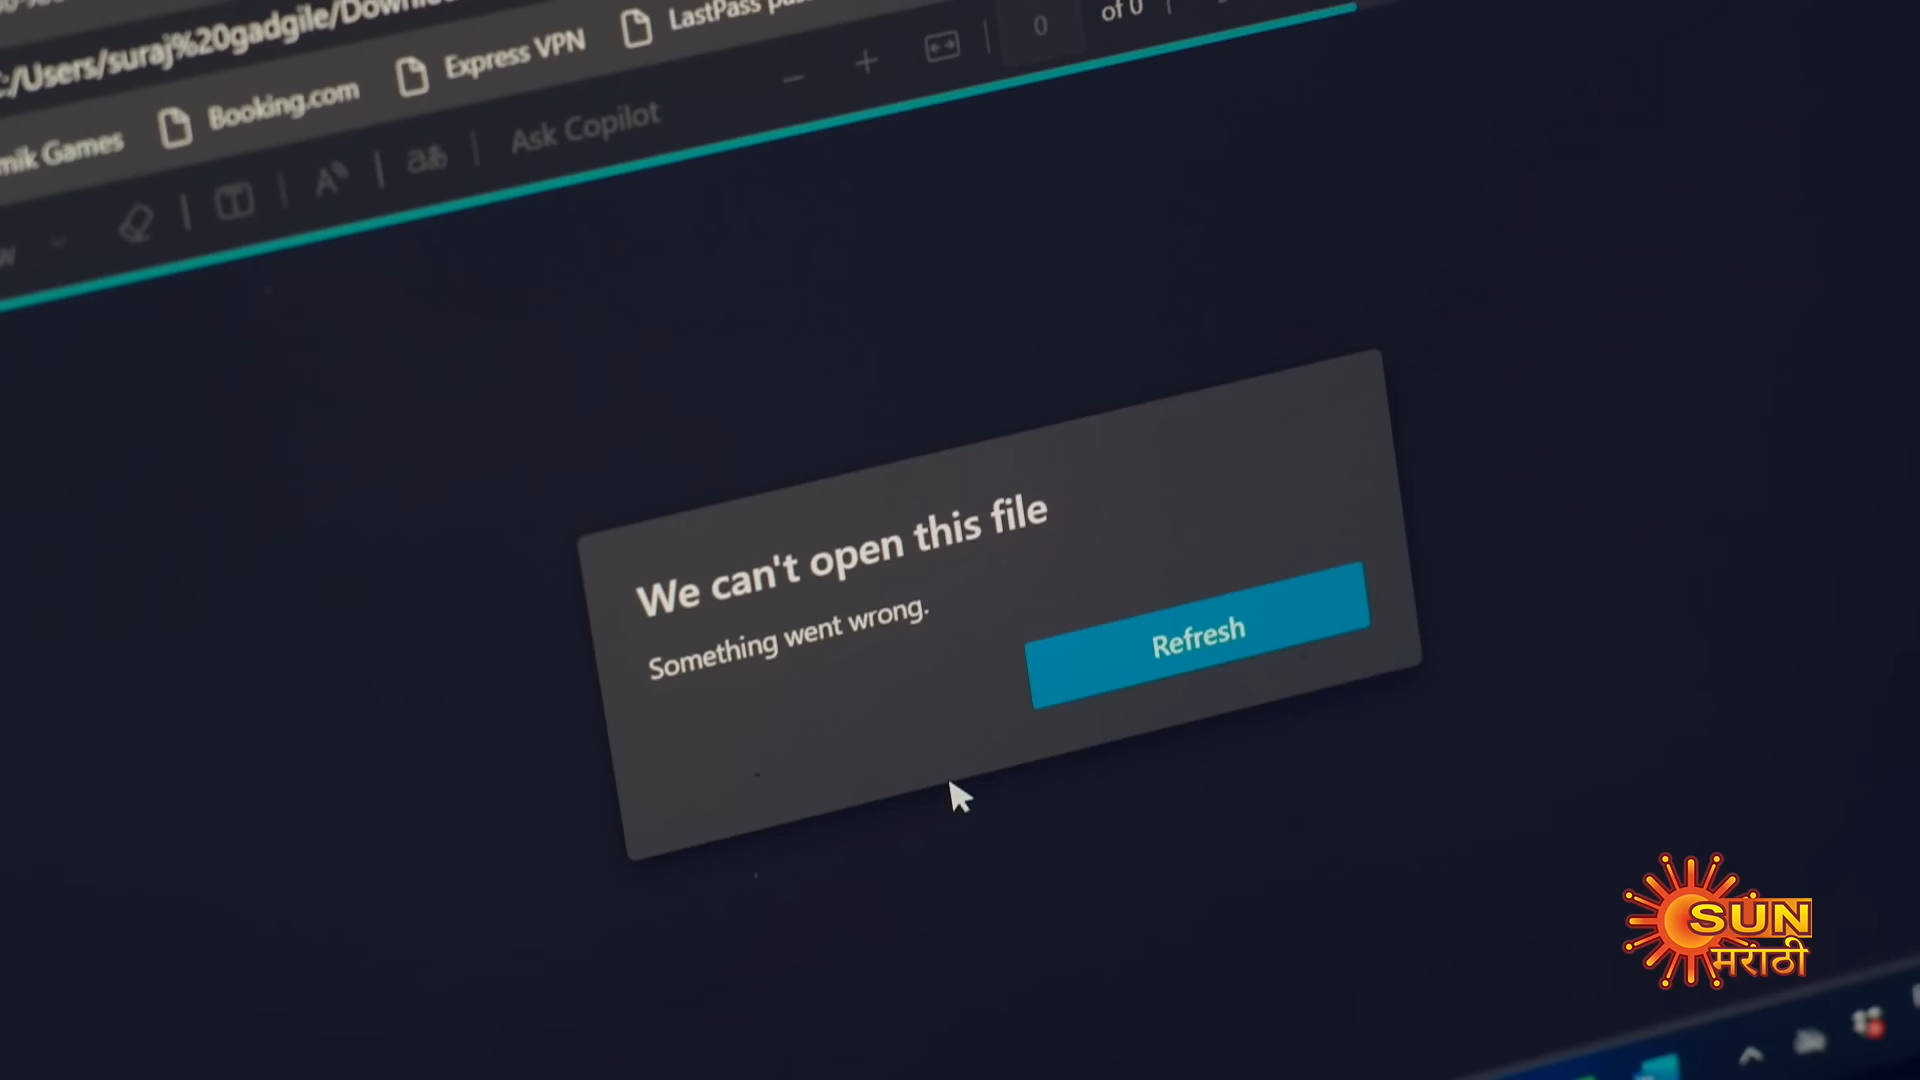 :/Users/suraj%20gadgile/Downl
mik Games Booking.com Express VPN LastPass
Ask Copilot 0 of 0
We can't open this file
Something went wrong.
Refresh
SUN
मराठी